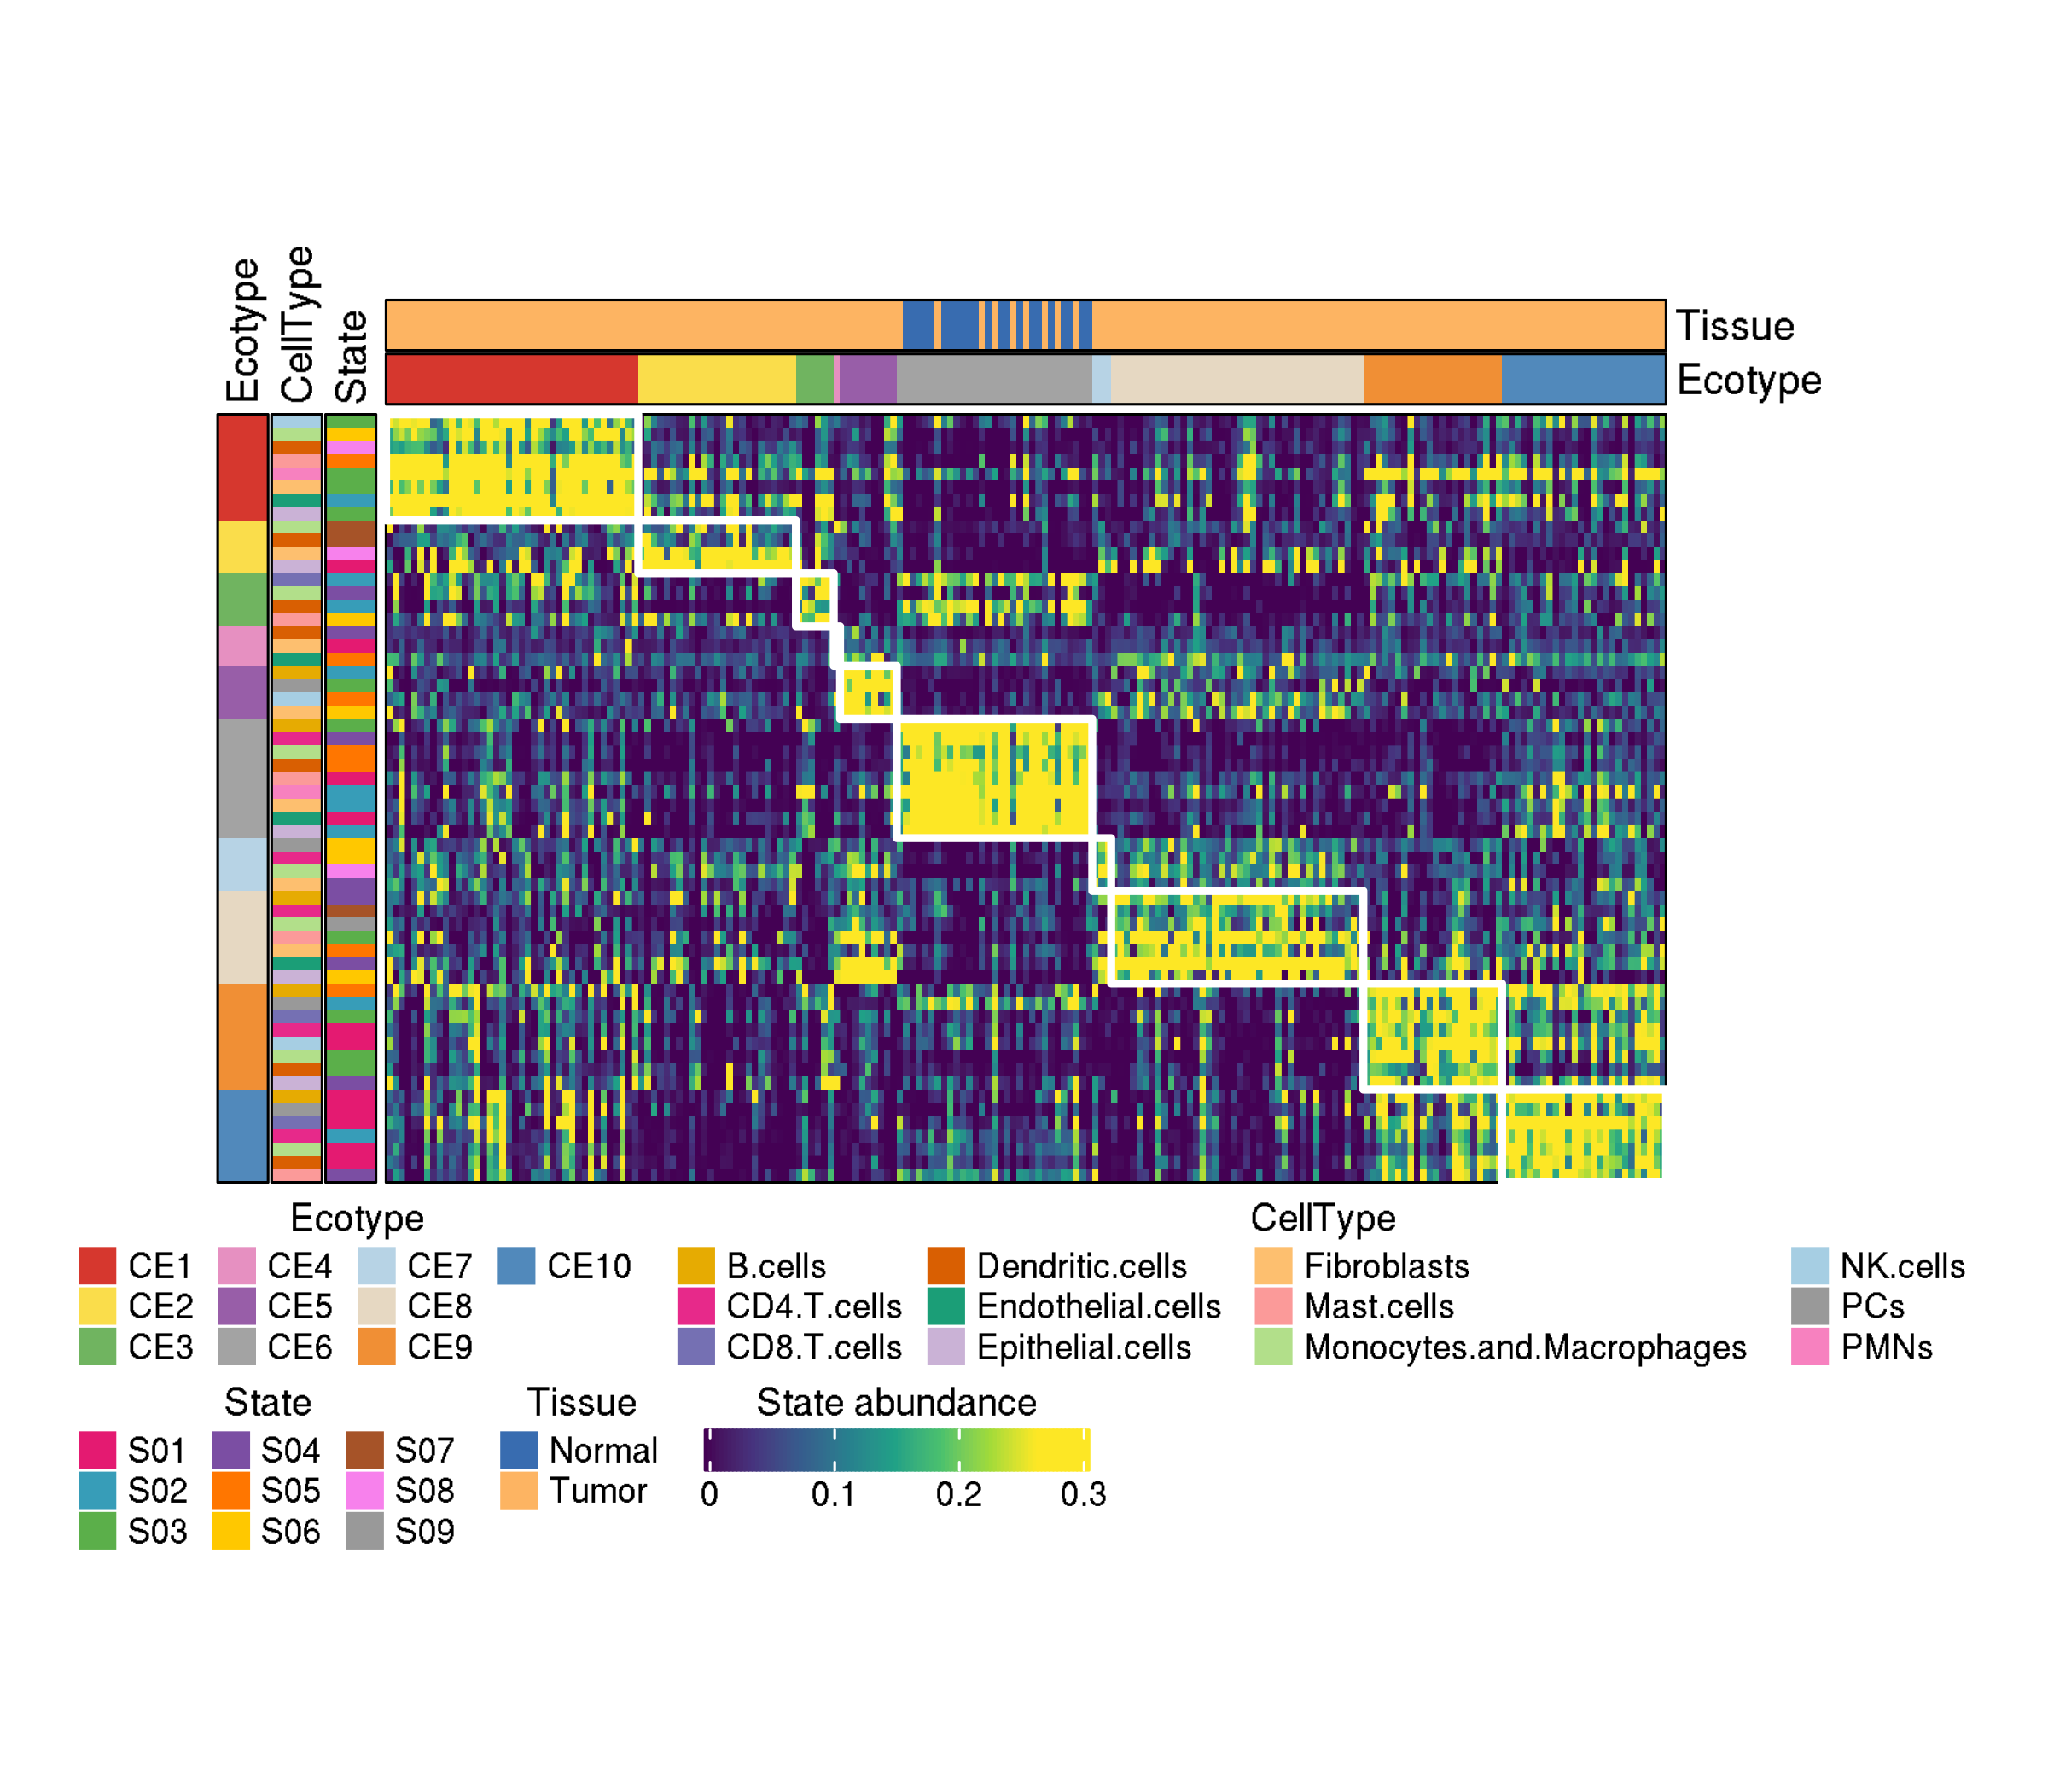 Ecotype
CellType
State
Tissue
Ecotype
Ecotype
CellType
CE1 CE4 CE7 CE10 B.cells Dendritic.cells Fibroblasts NK.cells
CE2 CE5 CE8 CD4.T.cells Endothelial.cells Mast.cells PCs
CE3 CE6 CE9 CD8.T.cells Epithelial.cells Monocytes.and.Macrophages PMNs
State Tissue State abundance
S01 S04 S07 Normal
S02 S05 S08 Tumor 0 0.1 0.2 0.3
S03 S06 S09